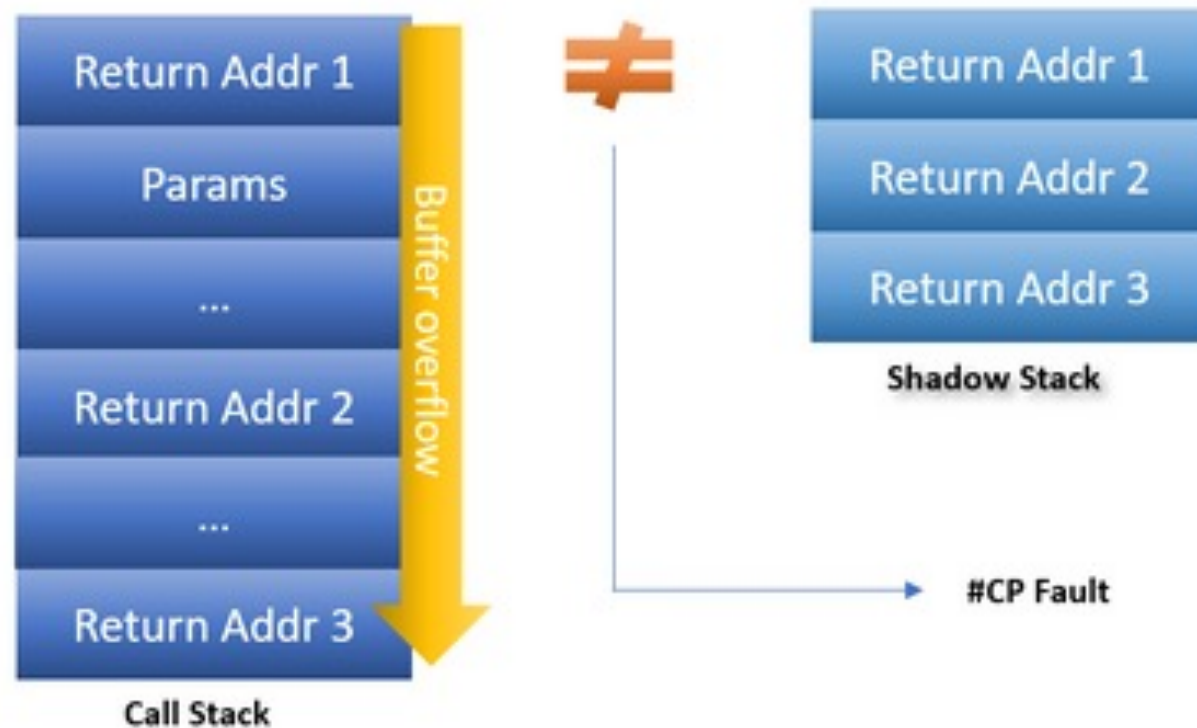 Return Addr 1
Params
...
Return Addr 2
...
Return Addr 3
Call Stack
Buffer overflow
≠
Return Addr 1
Return Addr 2
Return Addr 3
Shadow Stack
#CP Fault